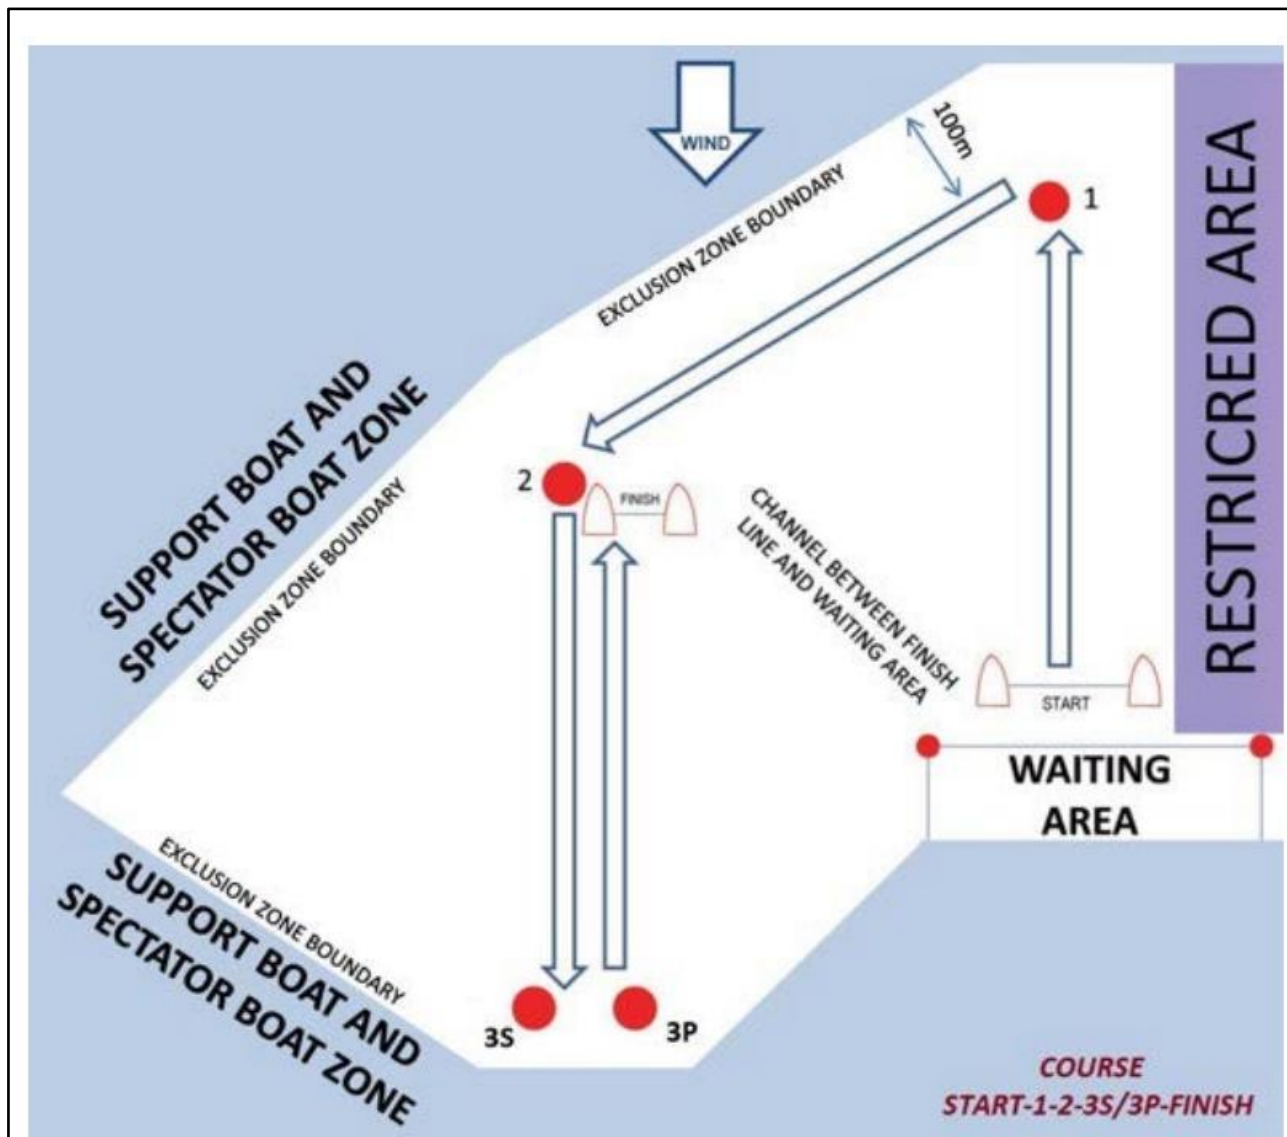 WIND
100m
1
EXCLUSION ZONE BOUNDARY
RESTRICRED AREA
SUPPORT BOAT AND
SPECTATOR BOAT ZONE
EXCLUSION ZONE BOUNDARY
2
FINISH
CHANNEL BETWEEN FINISH
LINE AND WAITING AREA
START
WAITING
AREA
EXCLUSION ZONE BOUNDARY
SUPPORT BOAT AND
SPECTATOR BOAT ZONE
3S
3P
COURSE
START-1-2-3S/3P-FINISH